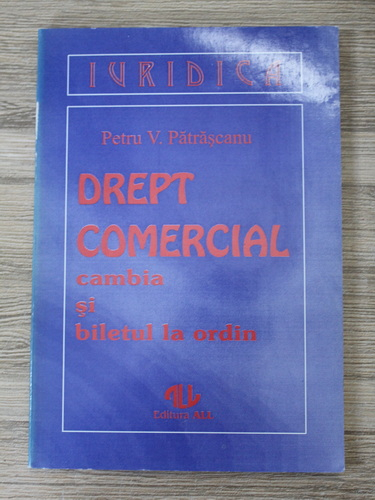 IURIDICA
Petru V. Pătrășcanu
DREPT
COMERCIAL
cambia
și
biletul la ordin
ALL
Editura ALL